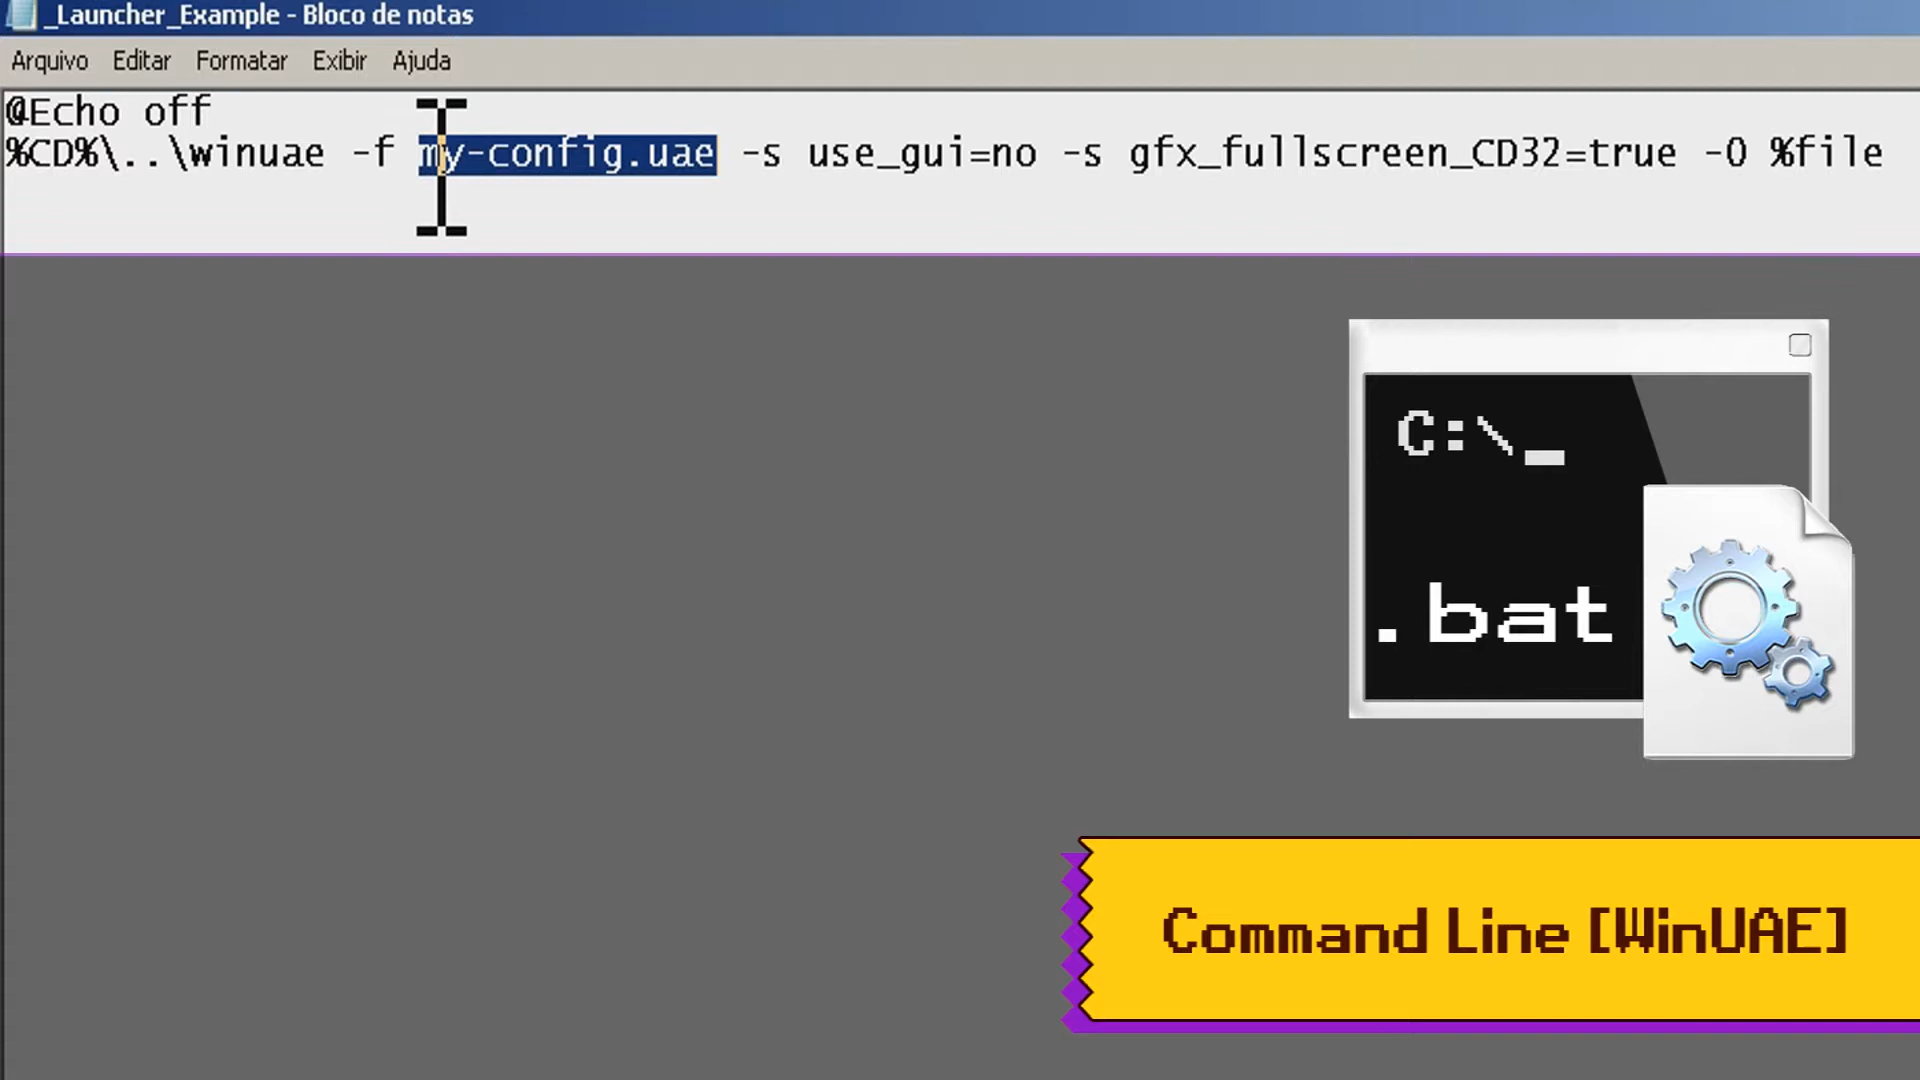 _Launcher_Example - Bloco de notas
Arquivo Editar Formatar Exibir Ajuda
@Echo off
%CD%\..\winuae -f my-config.uae -s use_gui=no -s gfx_fullscreen_CD32=true -0 %file
C:\_
.bat
Command Line [WinUAE]